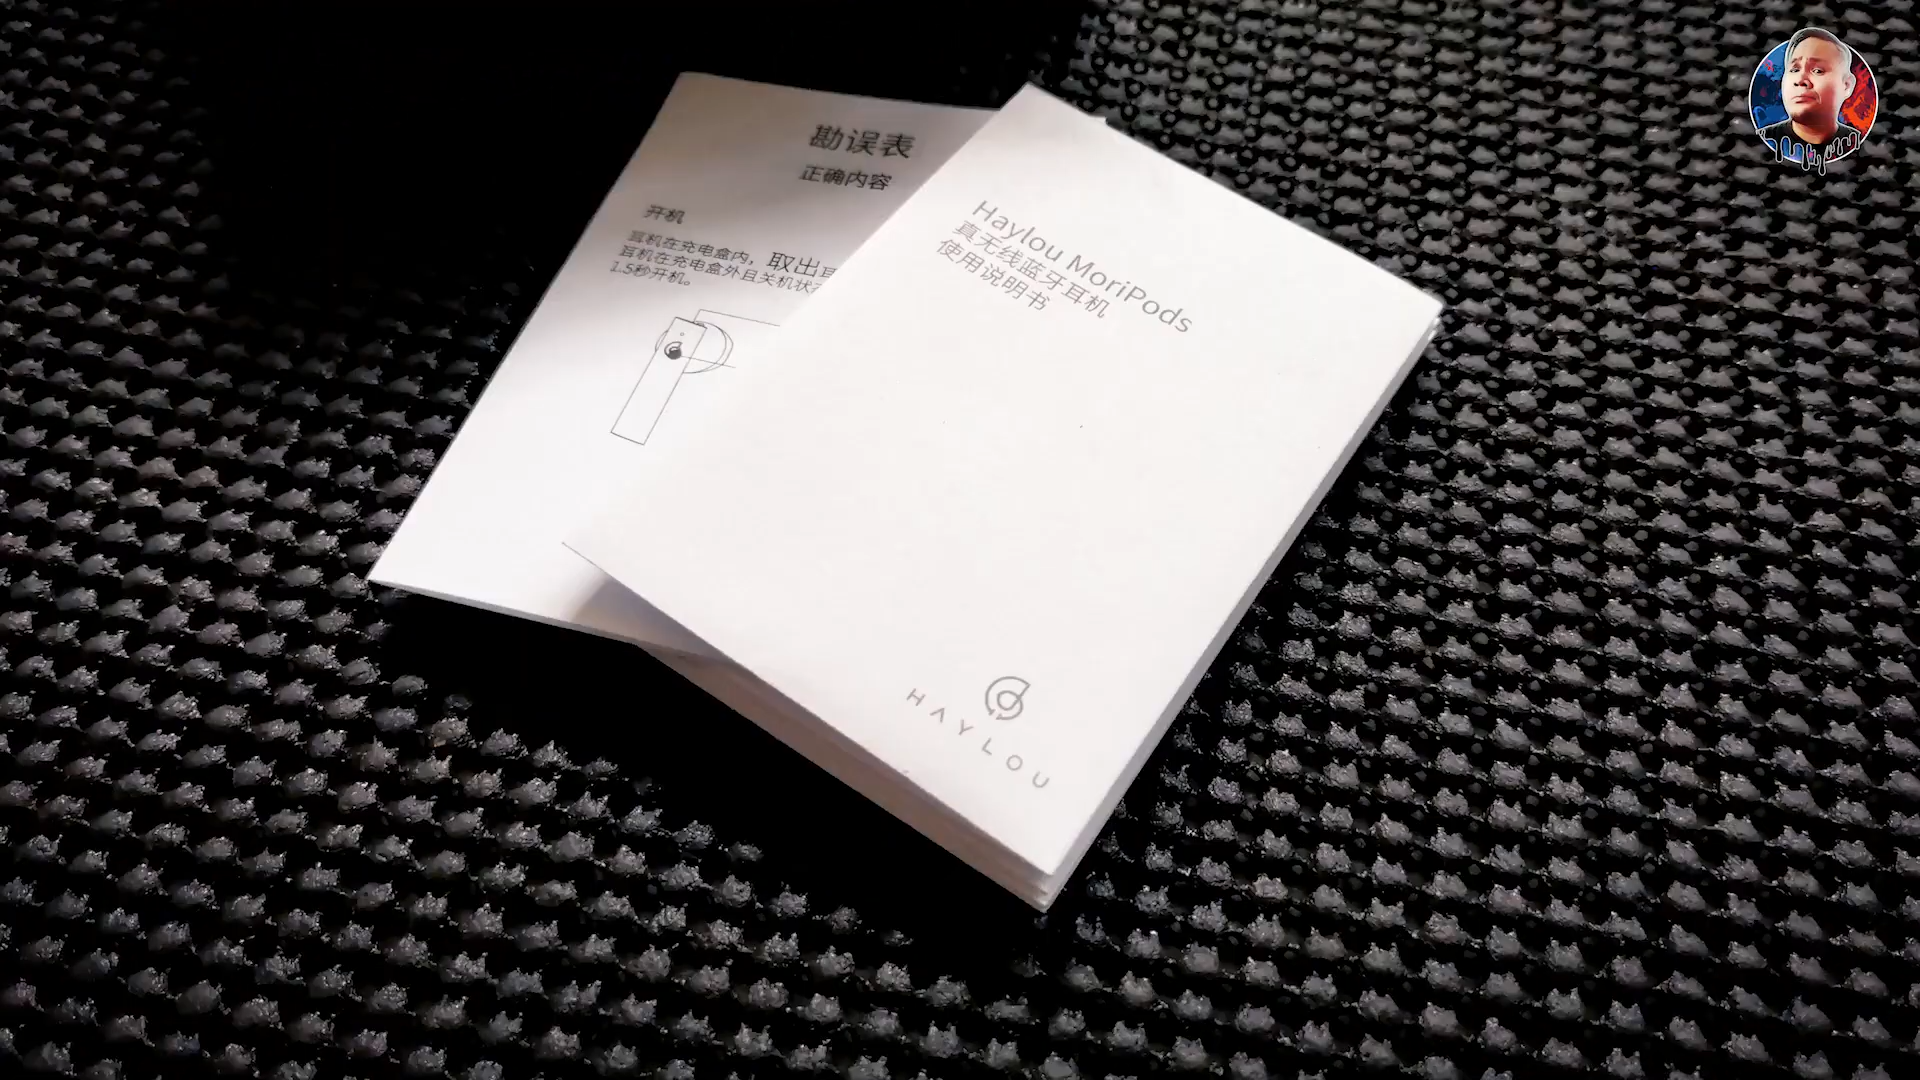 勘误表
正确内容
开机
耳机在充电盒内，取出
耳机在充电盒外且关机状
1.5秒开机。
Haylou MoriPods
真无线蓝牙耳机
使用说明书
HAYLOU